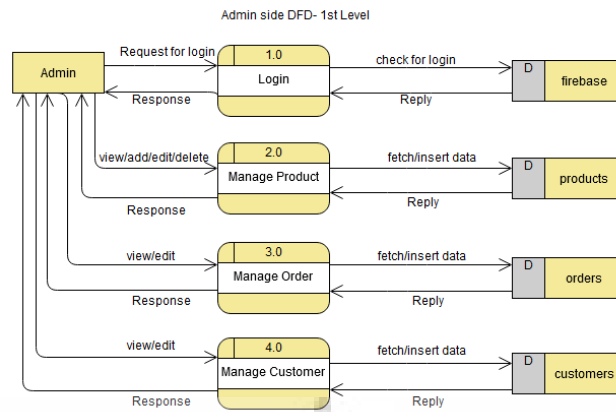 Admin side DFD- 1st Level
Admin
Request for login
Response
1.0
Login
check for login
Reply
D
firebase
view/add/edit/delete
Response
2.0
Manage Product
fetch/insert data
Reply
D
products
view/edit
Response
3.0
Manage Order
fetch/insert data
Reply
D
orders
view/edit
Response
4.0
Manage Customer
fetch/insert data
Reply
D
customers